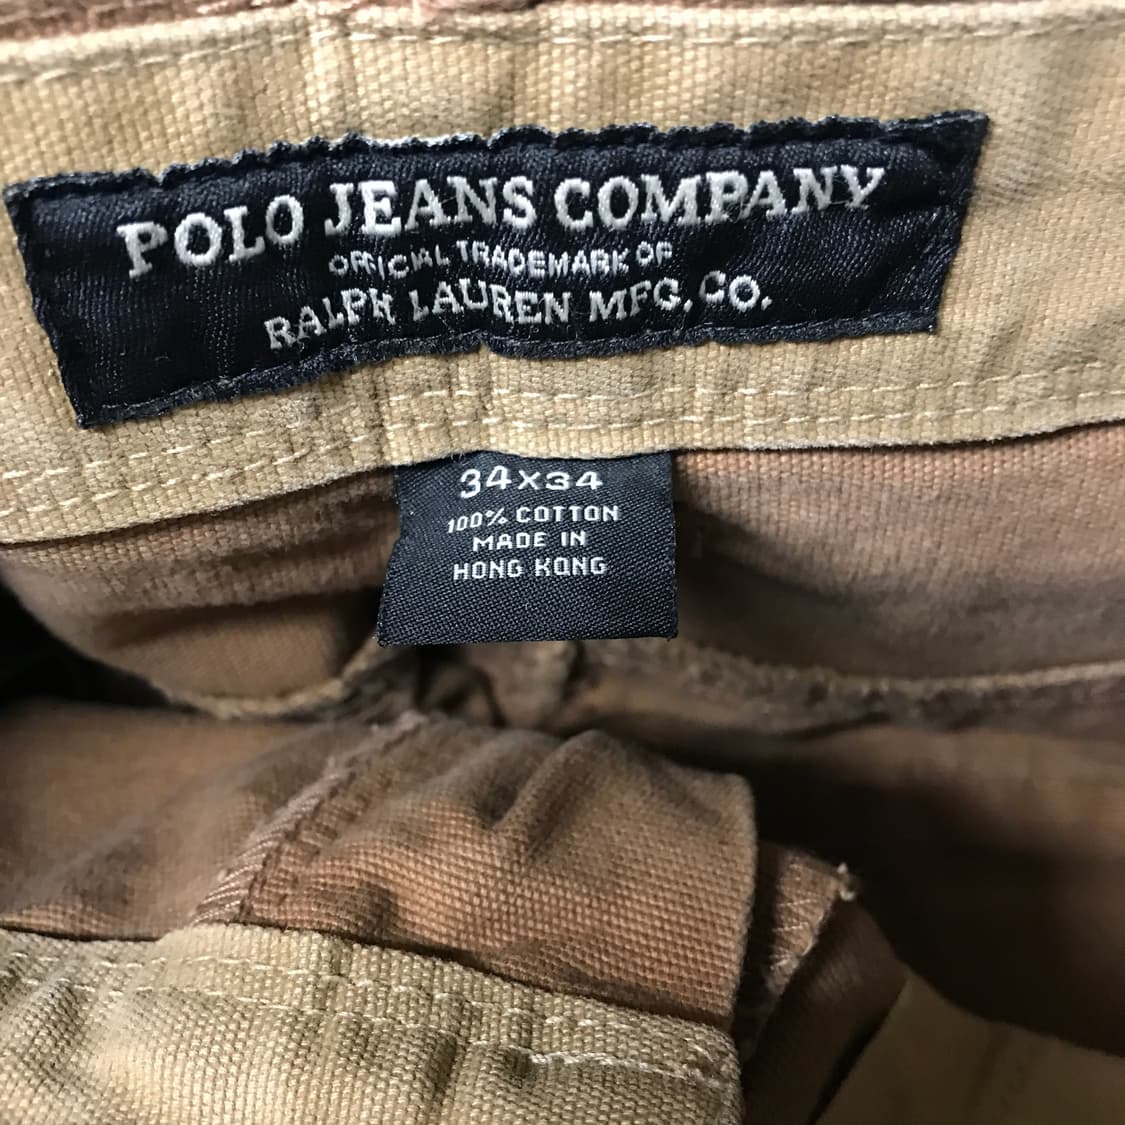 POLO JEANS COMPANY
OFFICIAL TRADEMARK OF
RALPH LAUREN MFG. CO.
34X34
100% COTTON
MADE IN
HONG KONG